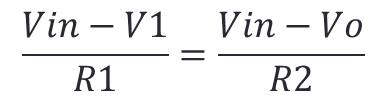 (Vin − V1)/R1 = (Vin − Vo)/R2